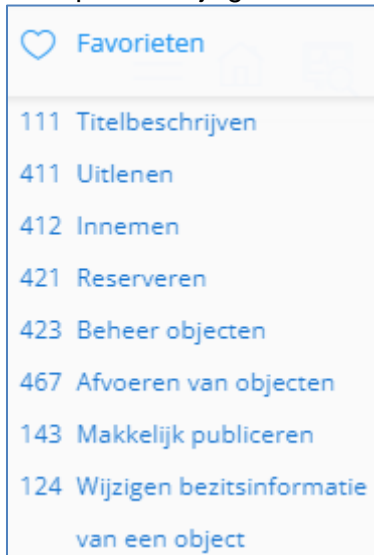 Favorieten
111 Titelbeschrijven
411 Uitlenen
412 Innemen
421 Reserveren
423 Beheer objecten
467 Afvoeren van objecten
143 Makkelijk publiceren
124 Wijzigen bezitsinformatie
van een object